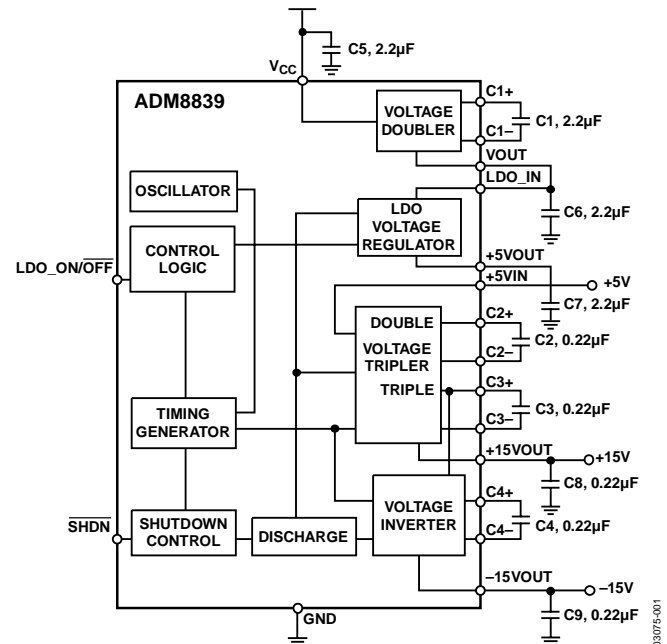 C5, 2.2µF
VCC
ADM8839
VOLTAGE
DOUBLER
C1+
C1–
C1, 2.2µF
VOUT
LDO_IN
OSCILLATOR
LDO
VOLTAGE
REGULATOR
C6, 2.2µF
CONTROL
LOGIC
LDO_ON/OFF
+5VOUT
+5VIN
+5V
C7, 2.2µF
DOUBLE
VOLTAGE
TRIPLER
TRIPLE
C2+
C2–
C2, 0.22µF
C3+
C3–
C3, 0.22µF
TIMING
GENERATOR
+15VOUT
+15V
C8, 0.22µF
VOLTAGE
INVERTER
C4+
C4–
C4, 0.22µF
SHDN
SHUTDOWN
CONTROL
DISCHARGE
–15VOUT
–15V
C9, 0.22µF
GND
03075-001